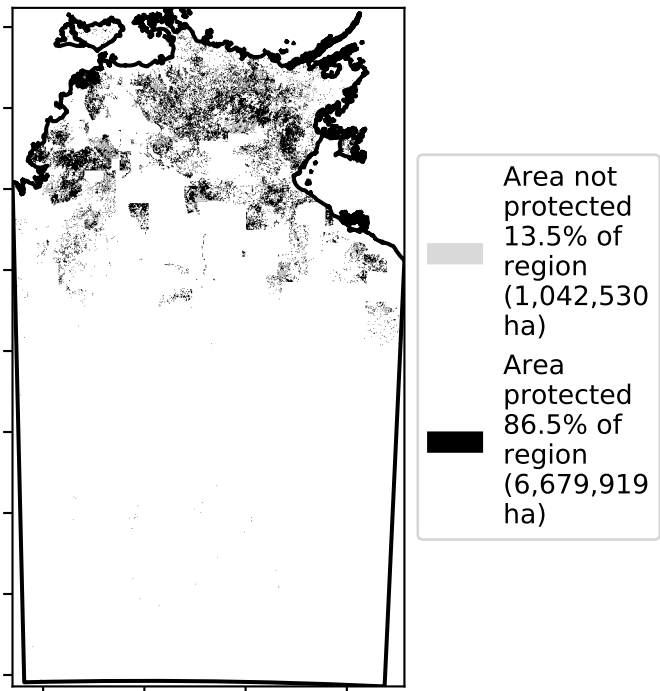 Area not
protected
13.5% of
region
(1,042,530
ha)
Area
protected
86.5% of
region
(6,679,919
ha)